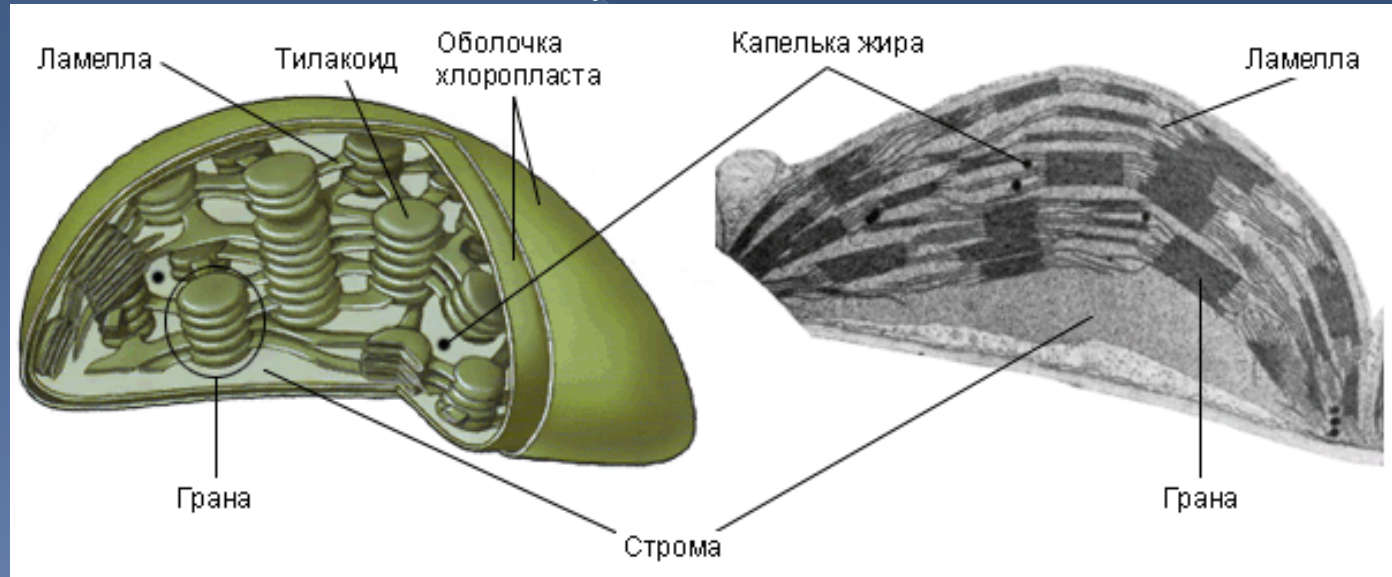 Ламелла
Тилакоид
Оболочка
хлоропласта
Капелька жира
Ламелла
Грана
Строма
Грана